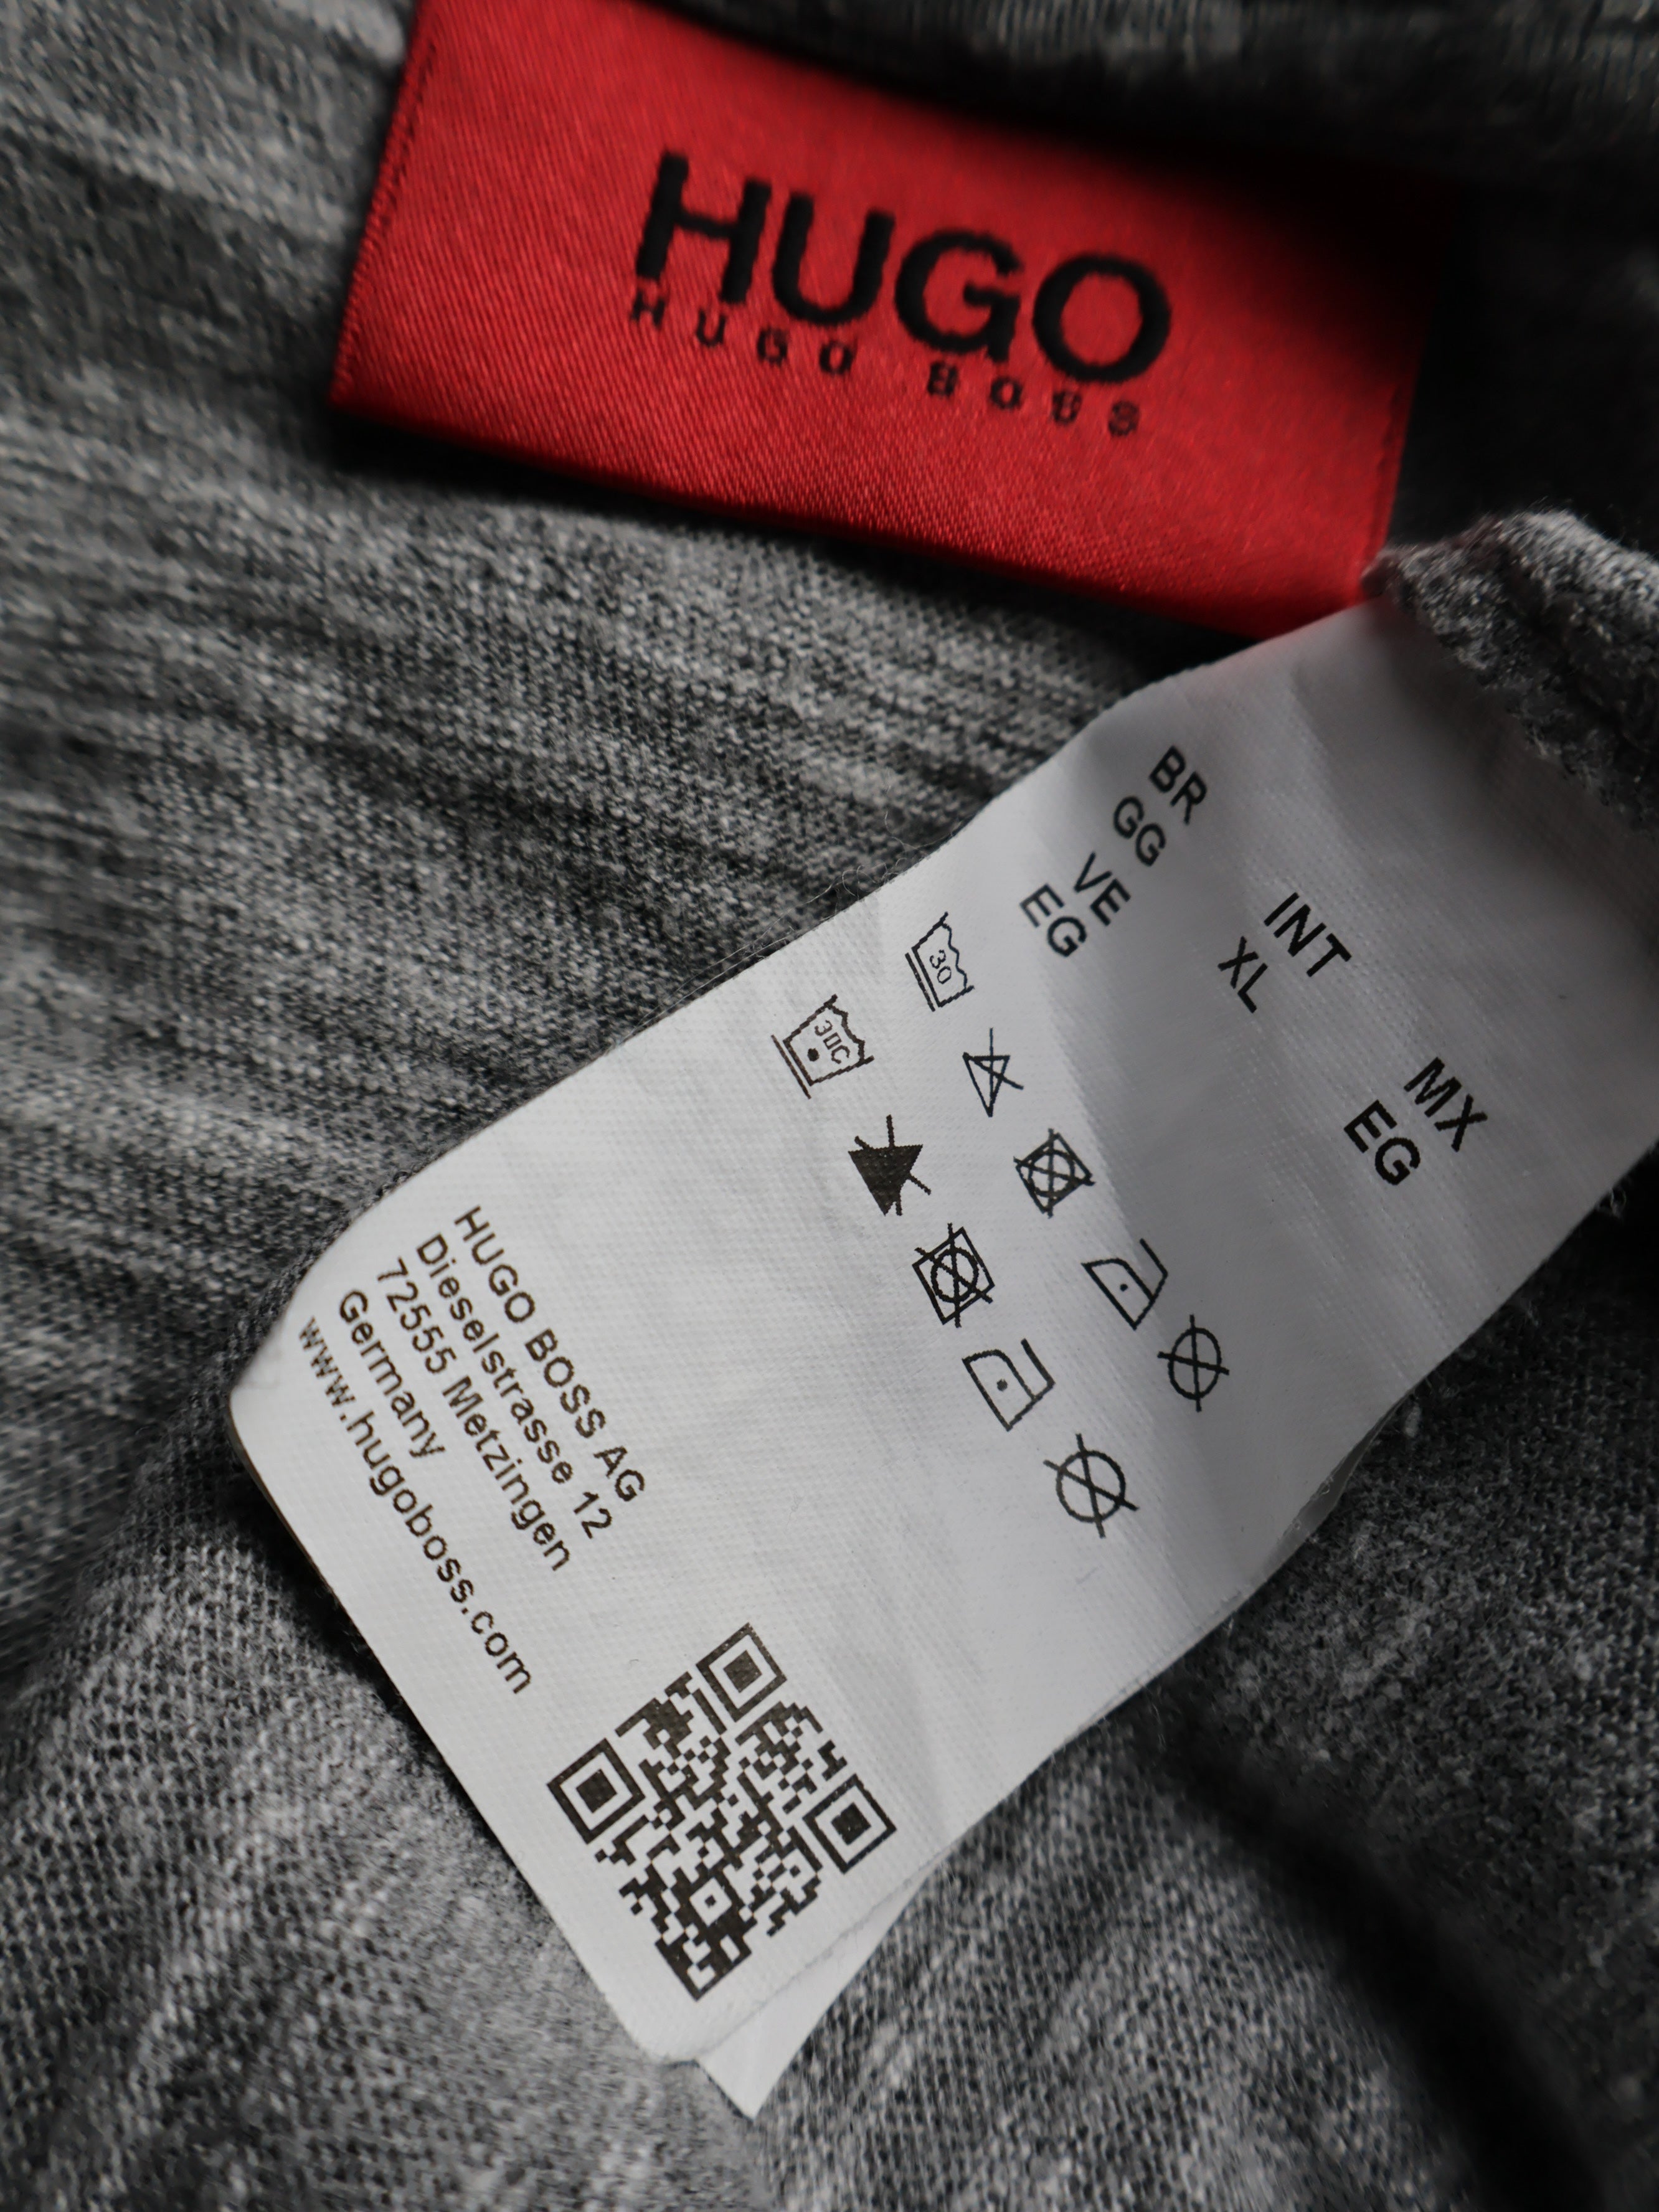 HUGO
HUGO BOSS
BR
GG
VE
EG
INT
XL
MX
EG
30
30C
HUGO BOSS AG
Dieselstrasse 12
72555 Metzingen
Germany
www.hugoboss.com